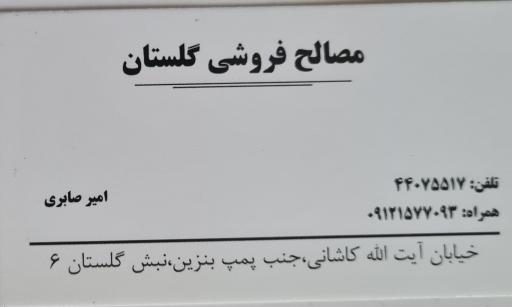 مصالح فروشی گلستان
تلفن: ۴۴۰۷۵۵۱۷
امیر صابری
همراه: ۰۹۱۲۱۵۷۷۰۹۳
خیابان آیت الله کاشانی،جنب پمپ بنزین،نبش گلستان ۶